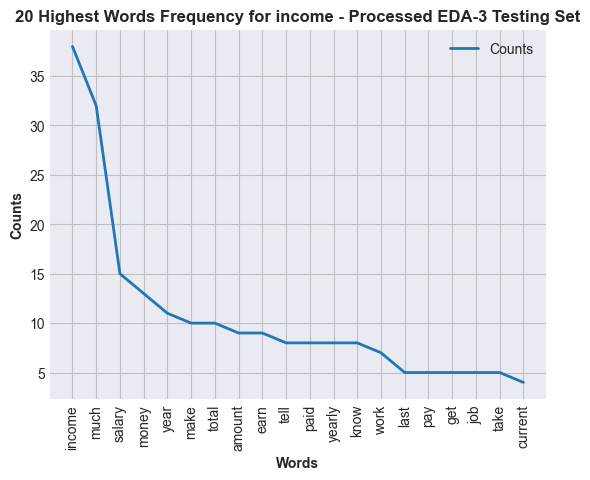 20 Highest Words Frequency for income - Processed EDA-3 Testing Set
Counts
35
30
25
20
15
10
5
Counts
income
much
salary
money
year
make
total
amount
earn
tell
paid
yearly
know
work
last
pay
get
job
take
current
Words